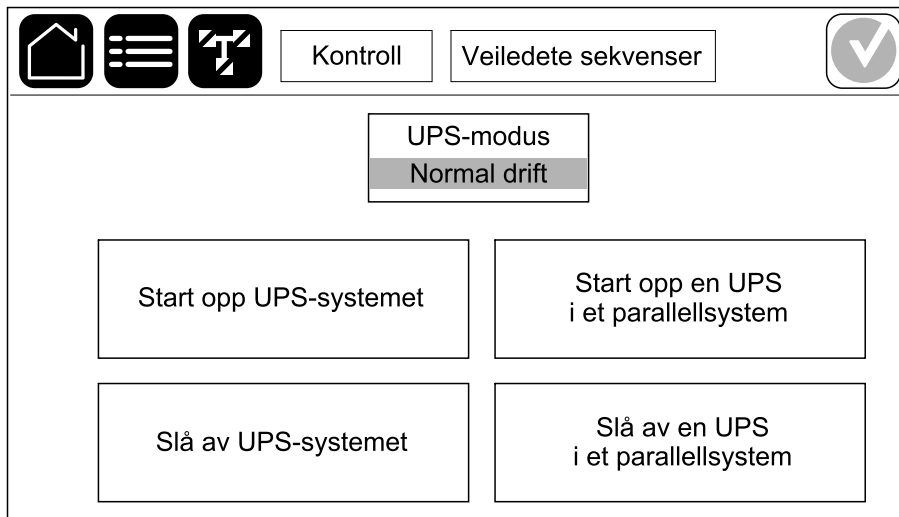 Kontroll
Veiledete sekvenser
UPS-modus
Normal drift
Start opp UPS-systemet
Start opp en UPS
i et parallellsystem
Slå av UPS-systemet
Slå av en UPS
i et parallellsystem